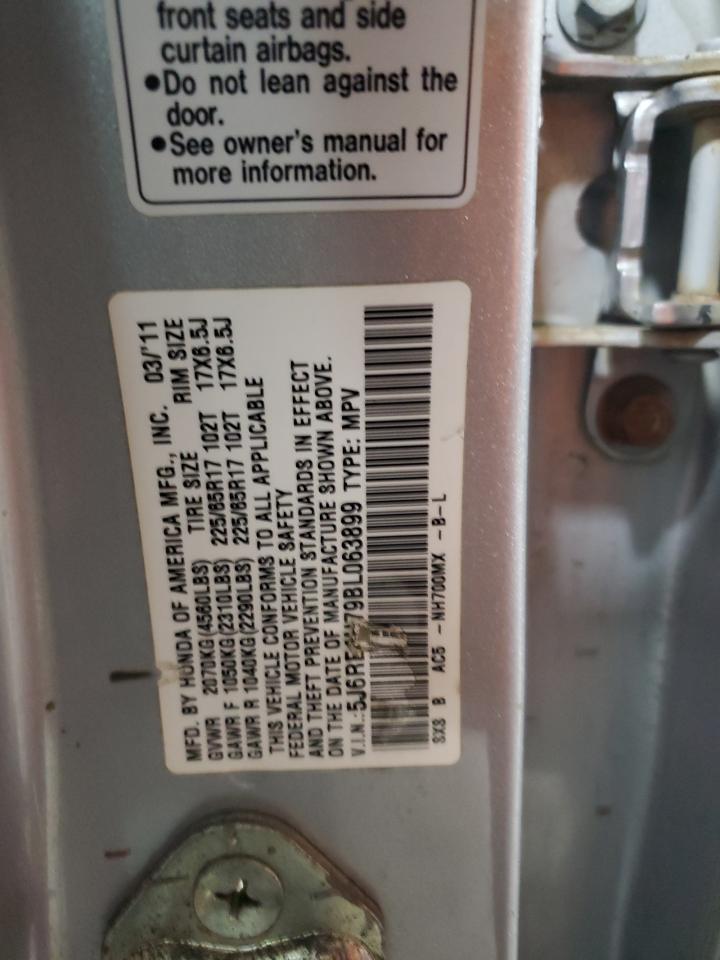 front seats and side
curtain airbags.
●Do not lean against the
door.
●See owner's manual for
more information.
MFD. BY HONDA OF AMERICA MFG., INC. 03/'11
TIRE SIZE RIM SIZE
GVWR 2070KG(4560LBS)
GAWR F 1050KG(2310LBS) 225/65R17 102T 17X6.5J
GAWR R 1040KG(2290LBS) 225/65R17 102T 17X6.5J
THIS VEHICLE CONFORMS TO ALL APPLICABLE
FEDERAL MOTOR VEHICLE SAFETY
AND THEFT PREVENTION STANDARDS IN EFFECT
ON THE DATE OF MANUFACTURE SHOWN ABOVE.
V.I.N.: TYPE: MPV
SX8 B AC5 -NH700MX -B-L